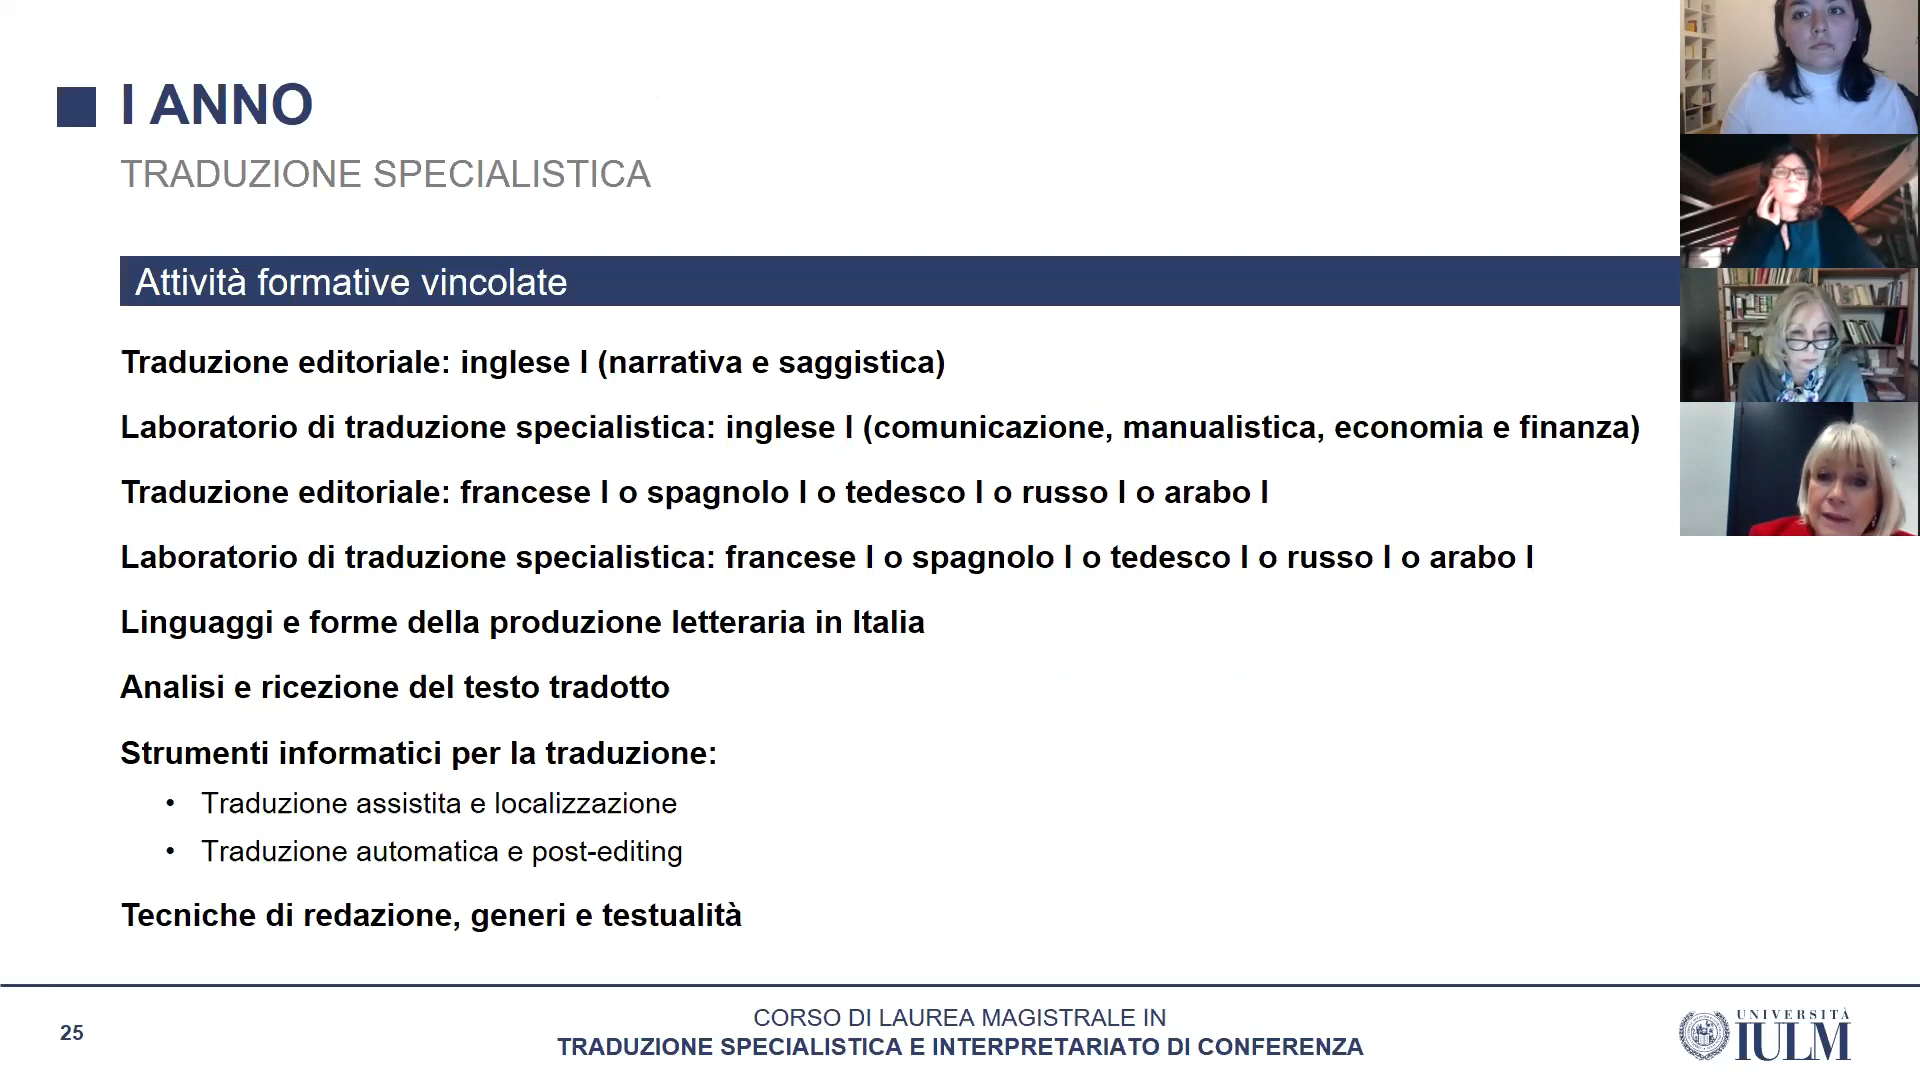 I ANNO
TRADUZIONE SPECIALISTICA
Attività formative vincolate
Traduzione editoriale: inglese I (narrativa e saggistica)
Laboratorio di traduzione specialistica: inglese I (comunicazione, manualistica, economia e finanza)
Traduzione editoriale: francese I o spagnolo I o tedesco I o russo I o arabo I
Laboratorio di traduzione specialistica: francese I o spagnolo I o tedesco I o russo I o arabo I
Linguaggi e forme della produzione letteraria in Italia
Analisi e ricezione del testo tradotto
Strumenti informatici per la traduzione:
• Traduzione assistita e localizzazione
• Traduzione automatica e post-editing
Tecniche di redazione, generi e testualità
25
CORSO DI LAUREA MAGISTRALE IN
TRADUZIONE SPECIALISTICA E INTERPRETARIATO DI CONFERENZA
UNIVERSITÀ
IULM